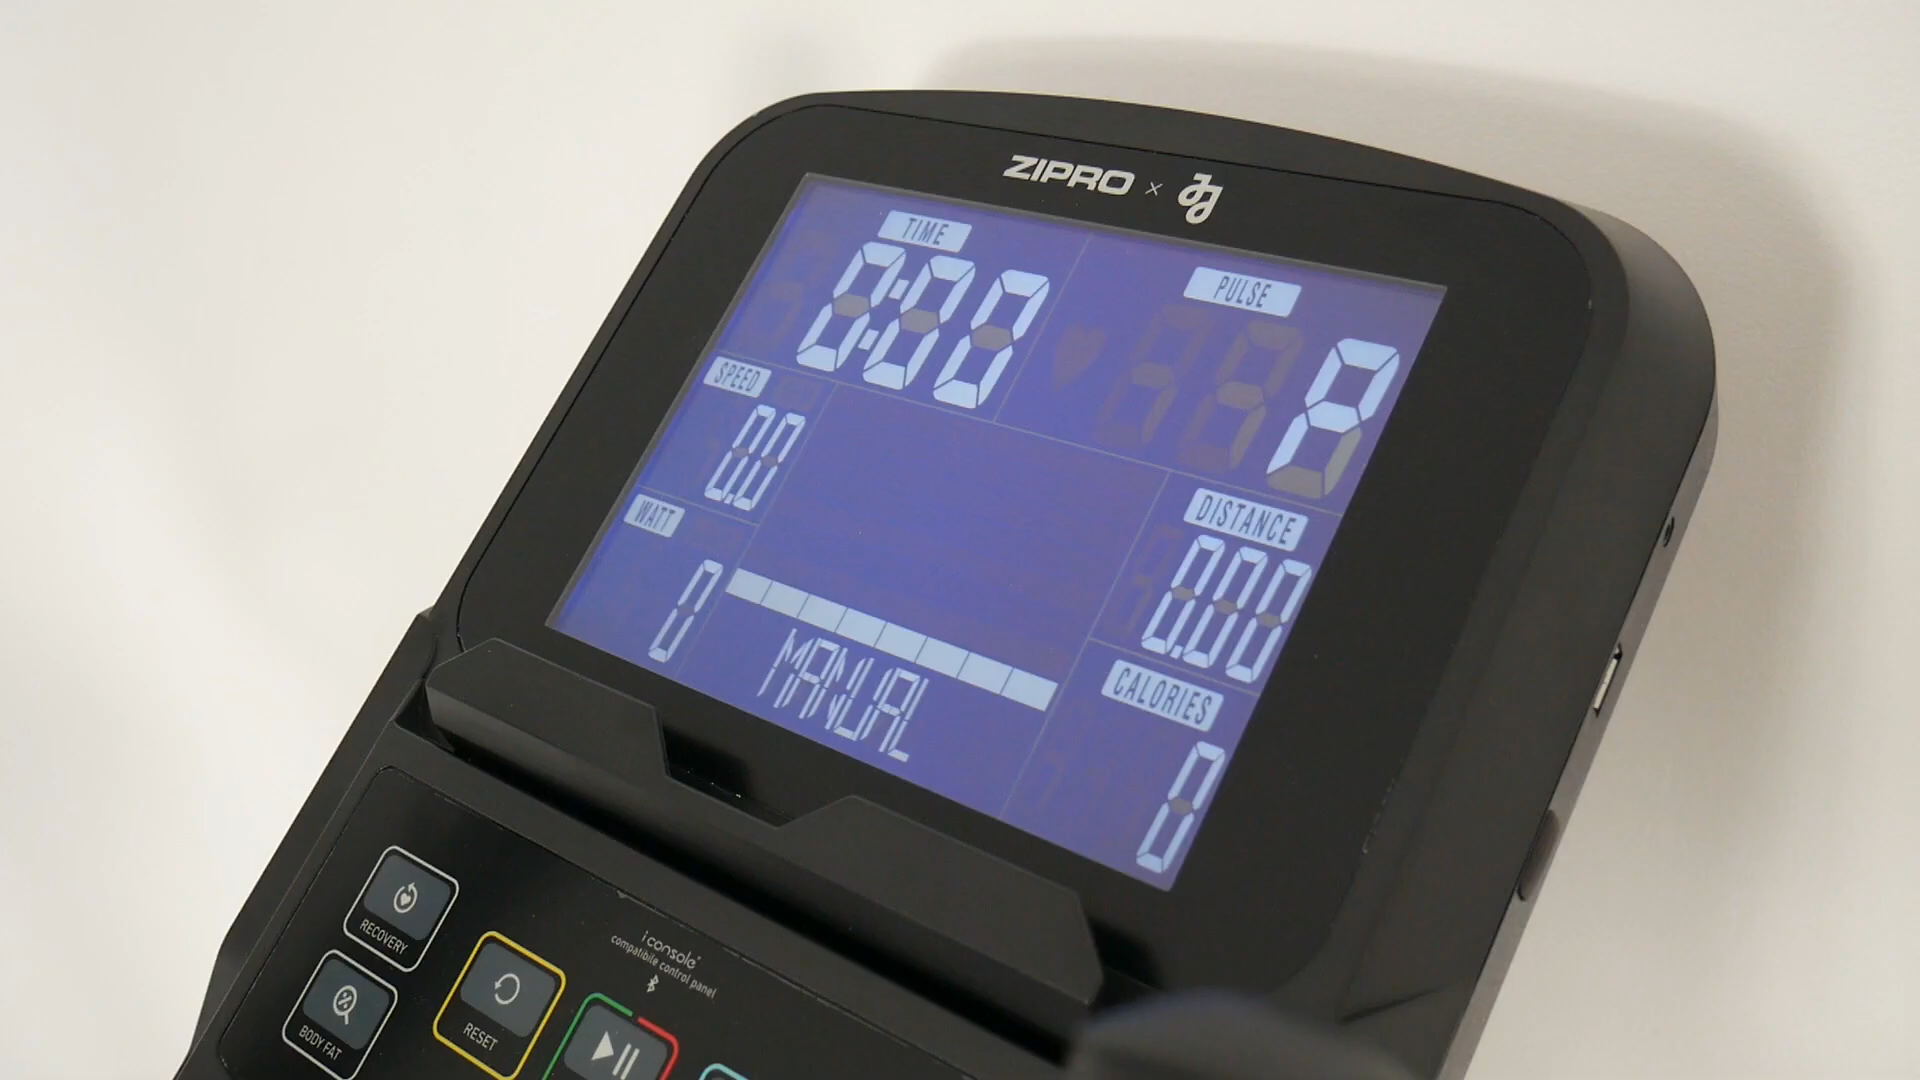 ZIPRO x
TIME
0:00
PULSE
P
SPEED
0.0
WATT
0
DISTANCE
0.00
MANUAL
CALORIES
0
RECOVERY
BODY FAT
RESET
i console+
compatibile control panel